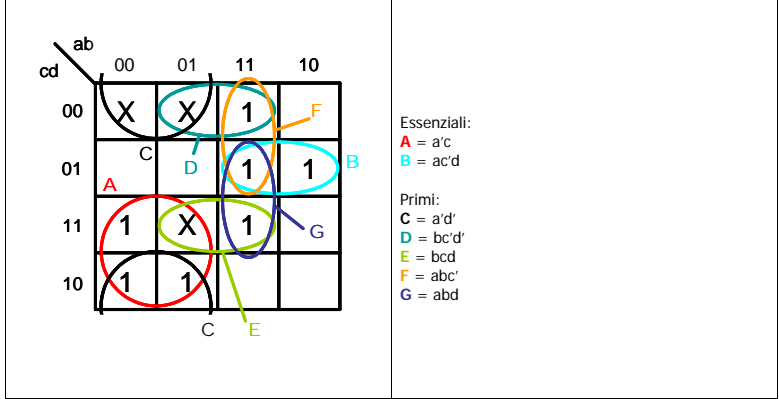 ab
cd
00 01 11 10
00 X X 1 F
C D
01 1 1 B
A
11 1 X 1 G
10 1 1
C E
Essenziali:
A = a'c
B = ac'd
Primi:
C = a'd'
D = bc'd'
E = bcd
F = abc'
G = abd